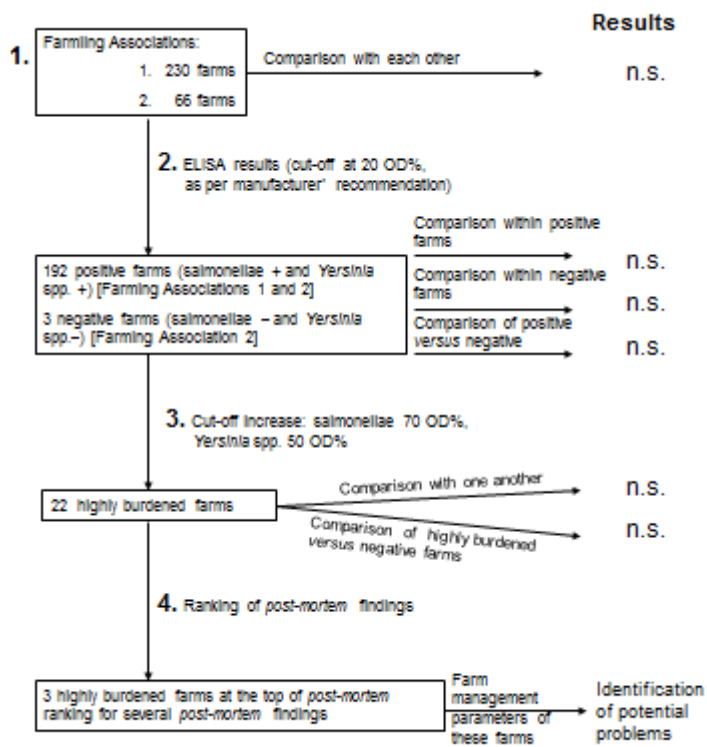 Results
1.
Farming Associations:
1. 230 farms
2. 66 farms
Comparison with each other
n.s.
2. ELISA results (cut-off at 20 OD%,
as per manufacturer' recommendation)
192 positive farms (salmonellae + and Yersinia
spp. +) [Farming Associations 1 and 2]
3 negative farms (salmonellae – and Yersinia
spp.–) [Farming Association 2]
Comparison within positive
farms
n.s.
Comparison within negative
farms
n.s.
Comparison of positive
versus negative
n.s.
3. Cut-off increase: salmonellae 70 OD%,
Yersinia spp. 50 OD%
22 highly burdened farms
Comparison with one another
n.s.
Comparison of highly burdened
versus negative farms
n.s.
4. Ranking of post-mortem findings
3 highly burdened farms at the top of post-mortem
ranking for several post-mortem findings
Farm
management
parameters of
these farms
Identification
of potential
problems